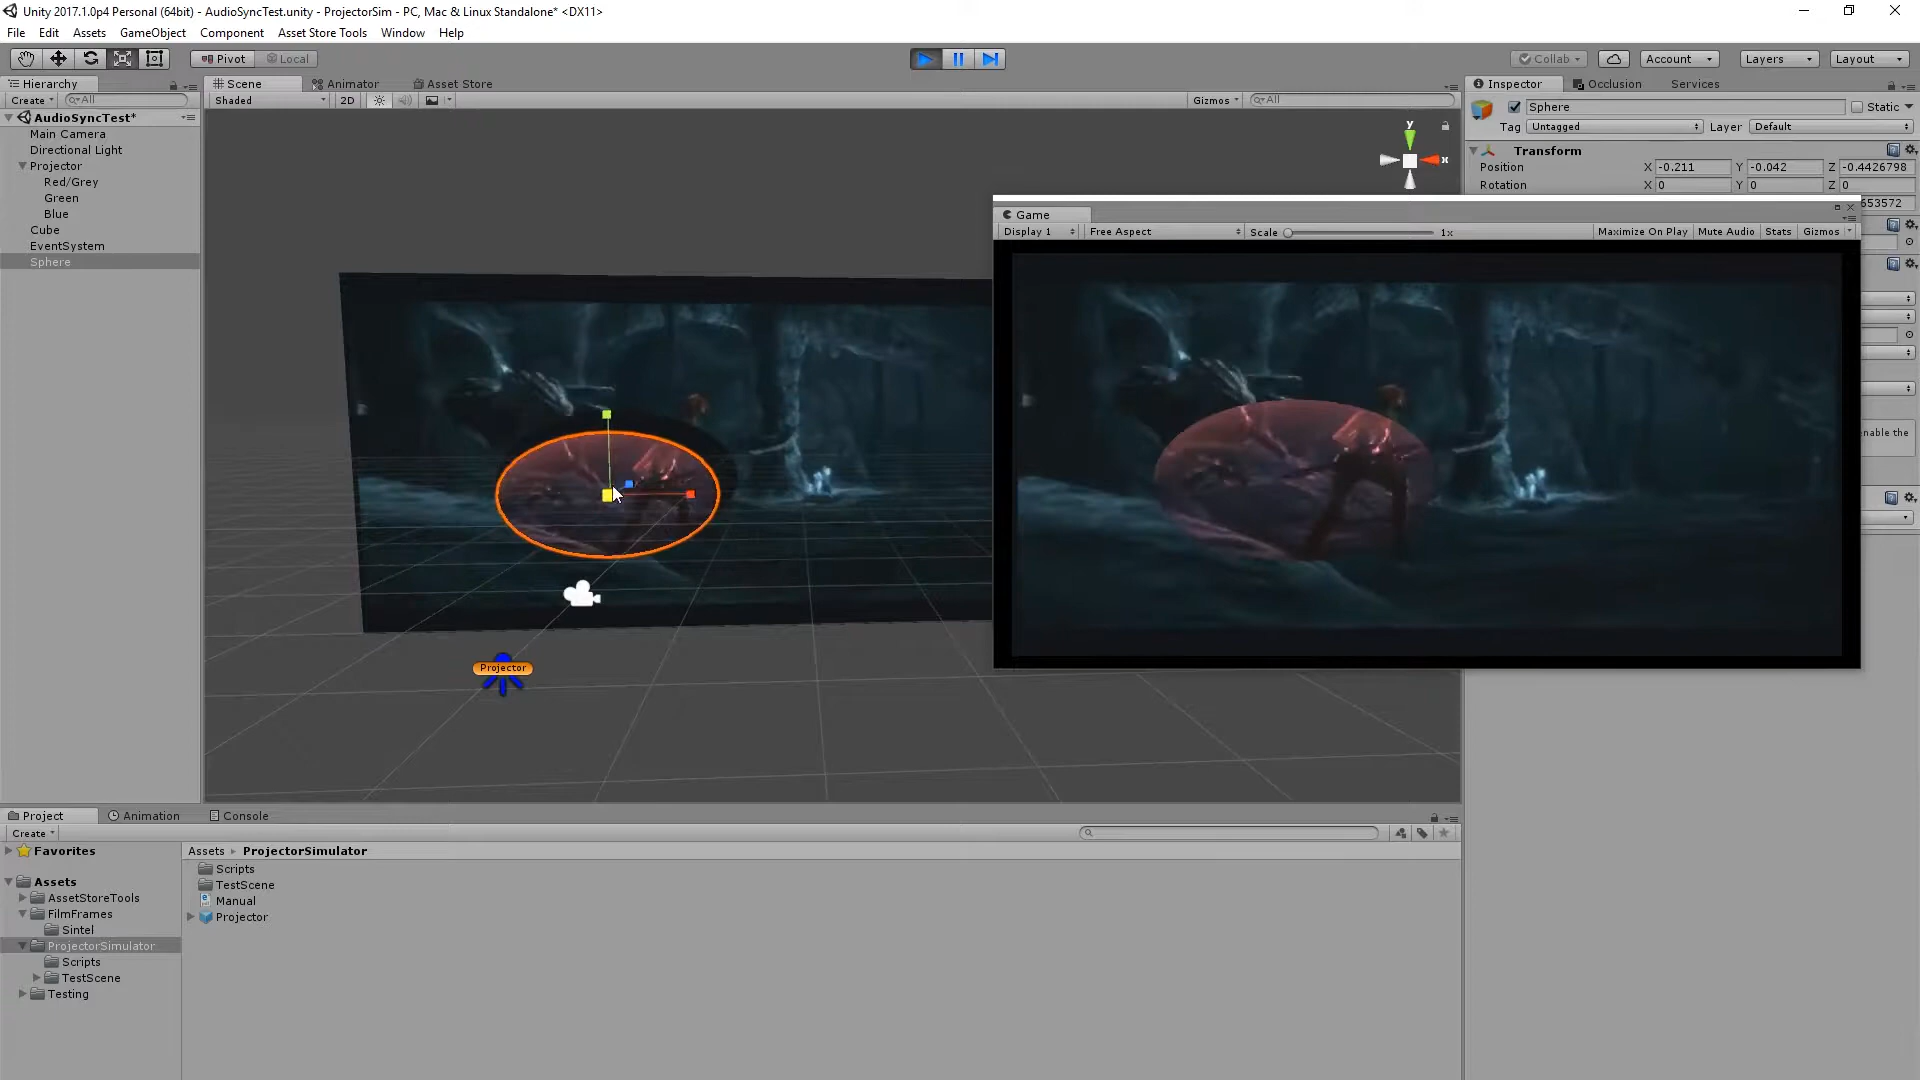 Unity 2017.1.0p4 Personal (64bit) - AudioSyncTest.unity - ProjectorSim - PC, Mac & Linux Standalone* <DX11>
File Edit Assets GameObject Component Asset Store Tools Window Help
Pivot Local Collab Account Layers Layout
Hierarchy
Create All
AudioSyncTest*
Main Camera
Directional Light
Projector
Red/Grey
Green
Blue
Cube
EventSystem
Sphere
Scene Animator Asset Store
Shaded 2D Gizmos All
y
x
Projector
Game
Display 1 Free Aspect Scale 1x Maximize On Play Mute Audio Stats Gizmos
Inspector Occlusion Services
Sphere Static
Tag Untagged Layer Default
Transform
Position X -0.211 Y -0.042 Z -0.4426798
Rotation X 0 Y 0 Z 0
653572
nable the
Project Animation Console
Create
Favorites
Assets
AssetStoreTools
FilmFrames
Sintel
ProjectorSimulator
Scripts
TestScene
Testing
Assets ProjectorSimulator
Scripts
TestScene
Manual
Projector